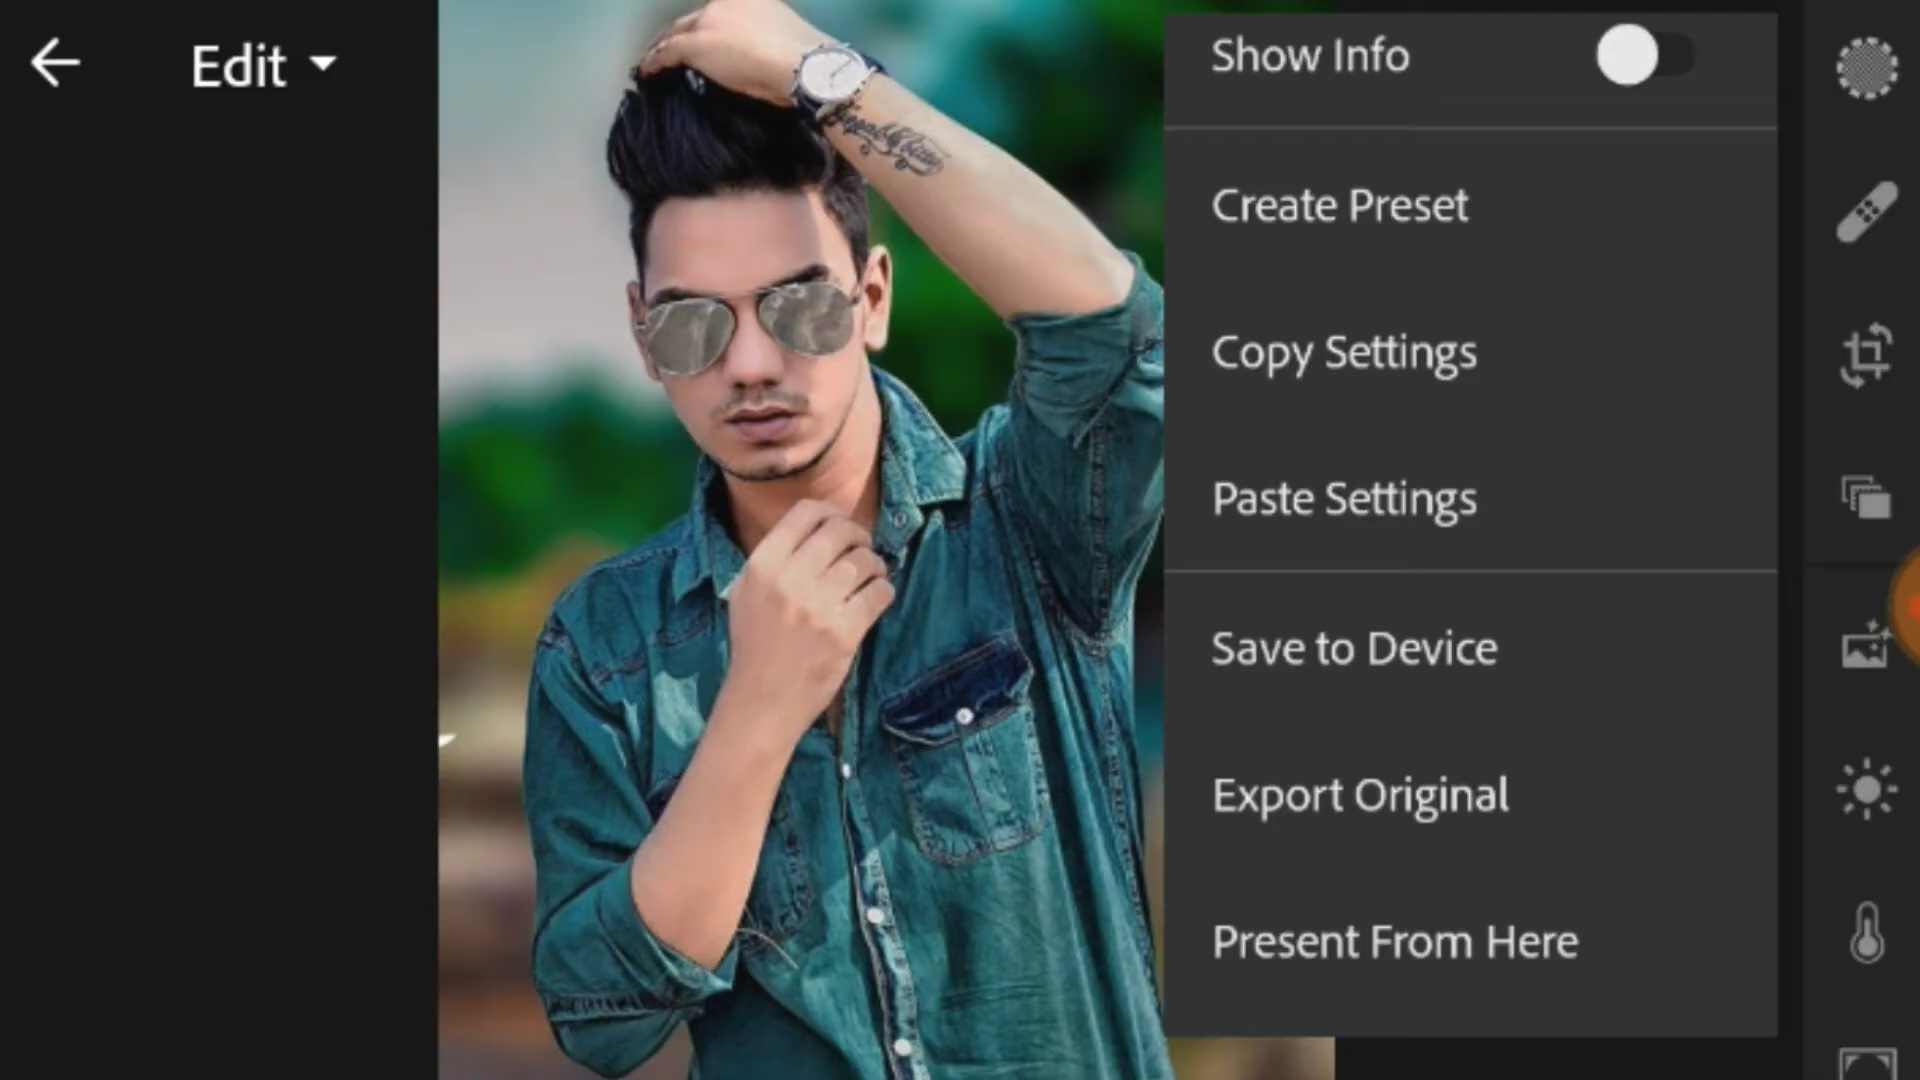 Edit
Show Info
Create Preset
Copy Settings
Paste Settings
Save to Device
Export Original
Present From Here